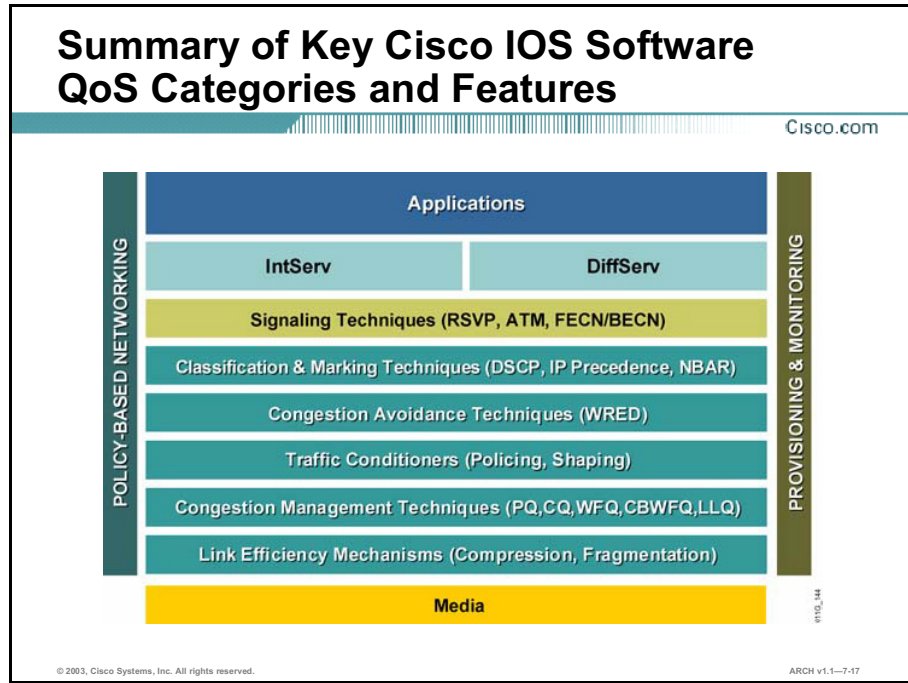 Summary of Key Cisco IOS Software
QoS Categories and Features
Cisco.com
POLICY-BASED NETWORKING
Applications
IntServ
DiffServ
Signaling Techniques (RSVP, ATM, FECN/BECN)
Classification & Marking Techniques (DSCP, IP Precedence, NBAR)
Congestion Avoidance Techniques (WRED)
Traffic Conditioners (Policing, Shaping)
Congestion Management Techniques (PQ,CQ,WFQ,CBWFQ,LLQ)
Link Efficiency Mechanisms (Compression, Fragmentation)
Media
PROVISIONING & MONITORING
011G_144
© 2003, Cisco Systems, Inc. All rights reserved.
ARCH v1.1—7-17